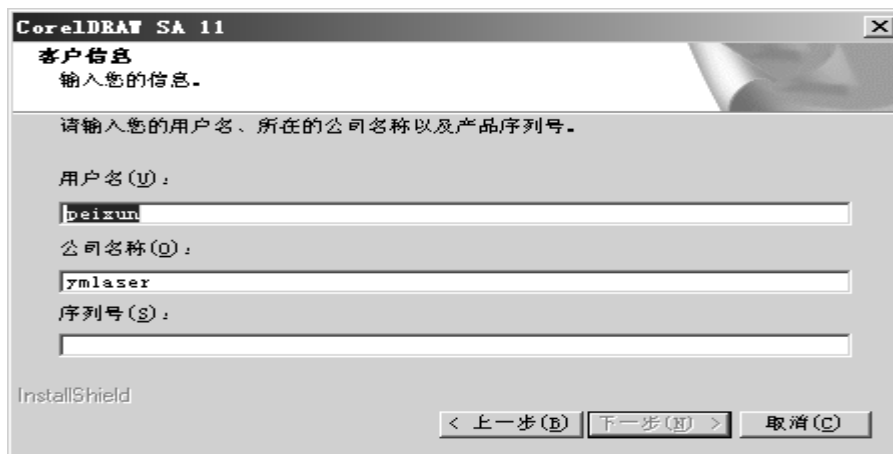 CorelDRAW SA 11
客户信息
输入您的信息。
请输入您的用户名、所在的公司名称以及产品序列号。
用户名(U)：
peixun
公司名称(O)：
ymlaser
序列号(S)：
InstallShield
< 上一步(B) 下一步(N) > 取消(C)